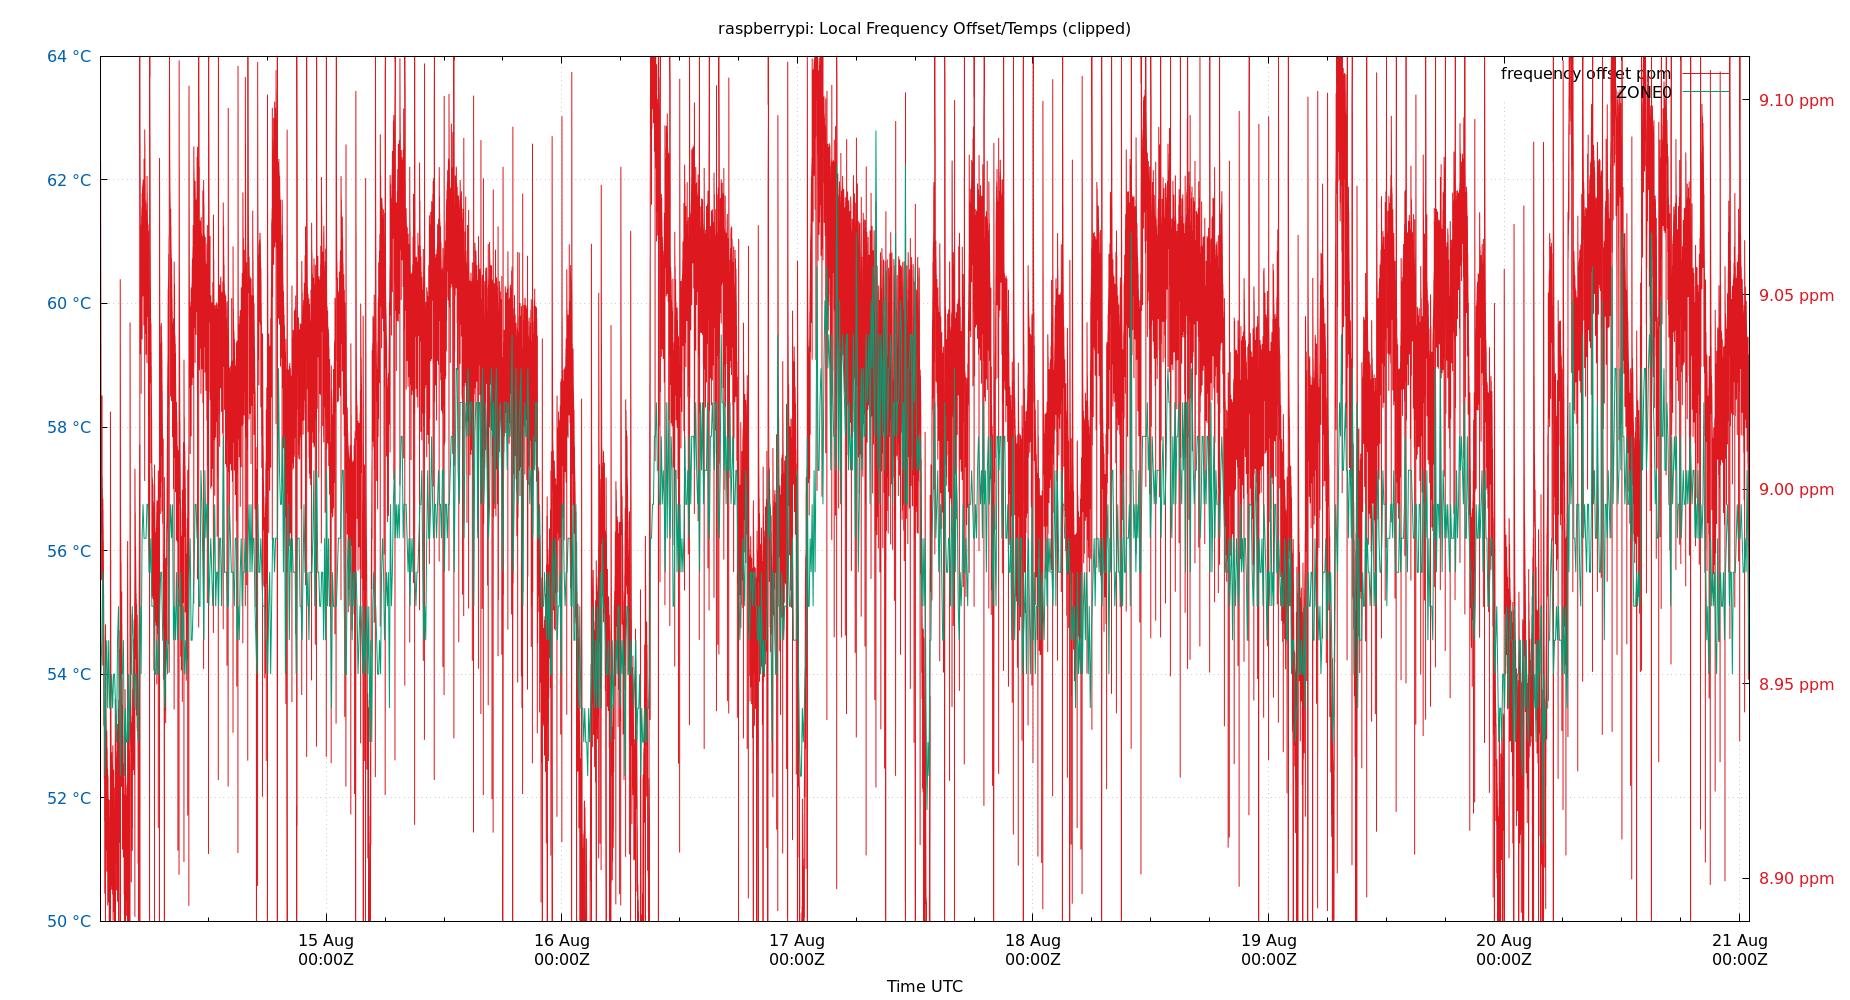 raspberrypi: Local Frequency Offset/Temps (clipped)
64 °C
62 °C
60 °C
58 °C
56 °C
54 °C
52 °C
50 °C
frequency offset ppm
ZONE0
9.10 ppm
9.05 ppm
9.00 ppm
8.95 ppm
8.90 ppm
15 Aug
00:00Z
16 Aug
00:00Z
17 Aug
00:00Z
18 Aug
00:00Z
19 Aug
00:00Z
20 Aug
00:00Z
21 Aug
00:00Z
Time UTC